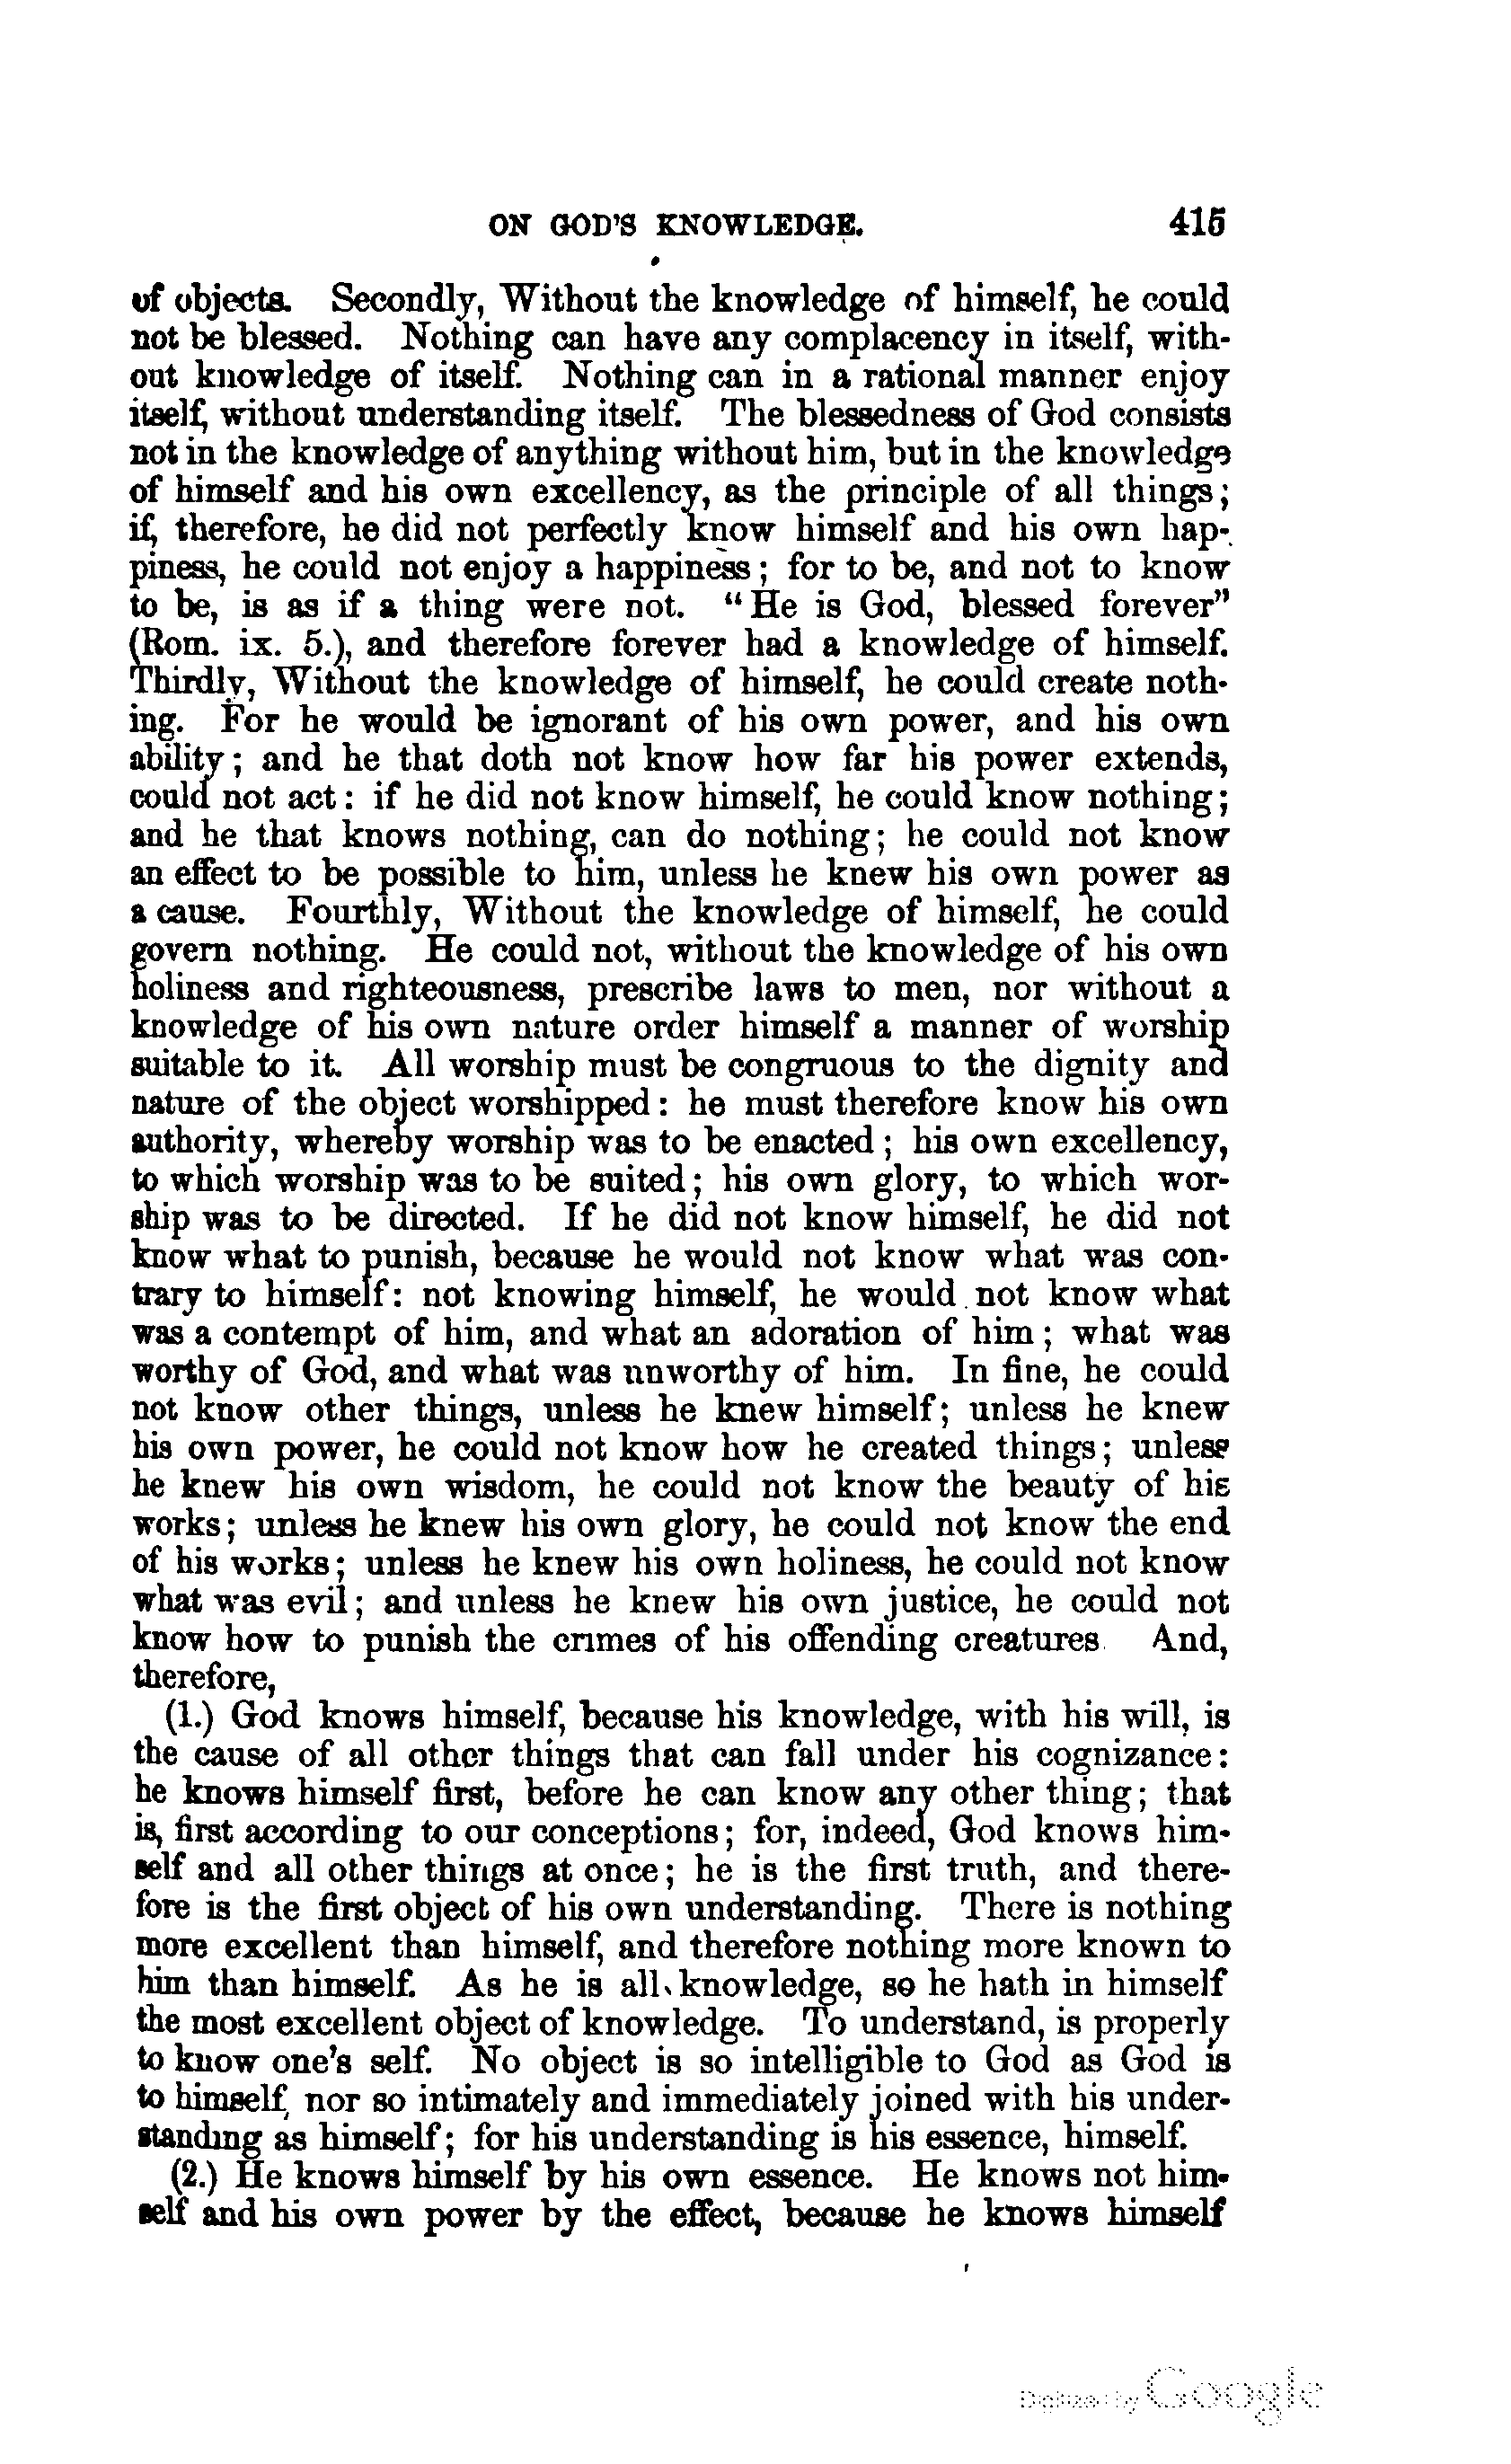 ON GOD'S KNOWLEDGE. 415
of objects. Secondly, Without the knowledge of himself, he could
not be blessed. Nothing can have any complacency in itself, with-
out knowledge of itself. Nothing can in a rational manner enjoy
itself, without understanding itself. The blessedness of God consists
not in the knowledge of anything without him, but in the knowledge
of himself and his own excellency, as the principle of all things;
if, therefore, he did not perfectly know himself and his own hap-
piness, he could not enjoy a happiness; for to be, and not to know
to be, is as if a thing were not. "He is God, blessed forever"
(Rom. ix. 5.), and therefore forever had a knowledge of himself.
Thirdly, Without the knowledge of himself, he could create noth-
ing. For he would be ignorant of his own power, and his own
ability; and he that doth not know how far his power extends,
could not act: if he did not know himself, he could know nothing;
and he that knows nothing, can do nothing; he could not know
an effect to be possible to him, unless he knew his own power as
a cause. Fourthly, Without the knowledge of himself, he could
govern nothing. He could not, without the knowledge of his own
holiness and righteousness, prescribe laws to men, nor without a
knowledge of his own nature order himself a manner of worship
suitable to it. All worship must be congruous to the dignity and
nature of the object worshipped: he must therefore know his own
authority, whereby worship was to be enacted; his own excellency,
to which worship was to be suited; his own glory, to which wor-
ship was to be directed. If he did not know himself, he did not
know what to punish, because he would not know what was con-
trary to himself: not knowing himself, he would not know what
was a contempt of him, and what an adoration of him; what was
worthy of God, and what was unworthy of him. In fine, he could
not know other things, unless he knew himself; unless he knew
his own power, he could not know how he created things; unless
he knew his own wisdom, he could not know the beauty of his
works; unless he knew his own glory, he could not know the end
of his works; unless he knew his own holiness, he could not know
what was evil; and unless he knew his own justice, he could not
know how to punish the crimes of his offending creatures. And,
therefore,
(1.) God knows himself, because his knowledge, with his will, is
the cause of all other things that can fall under his cognizance:
he knows himself first, before he can know any other thing; that
is, first according to our conceptions; for, indeed, God knows him-
self and all other things at once; he is the first truth, and there-
fore is the first object of his own understanding. There is nothing
more excellent than himself, and therefore nothing more known to
him than himself. As he is all knowledge, so he hath in himself
the most excellent object of knowledge. To understand, is properly
to know one's self. No object is so intelligible to God as God is
to himself, nor so intimately and immediately joined with his under-
standing as himself; for his understanding is his essence, himself.
(2.) He knows himself by his own essence. He knows not him-
self and his own power by the effect, because he knows himself
Digitized by Google